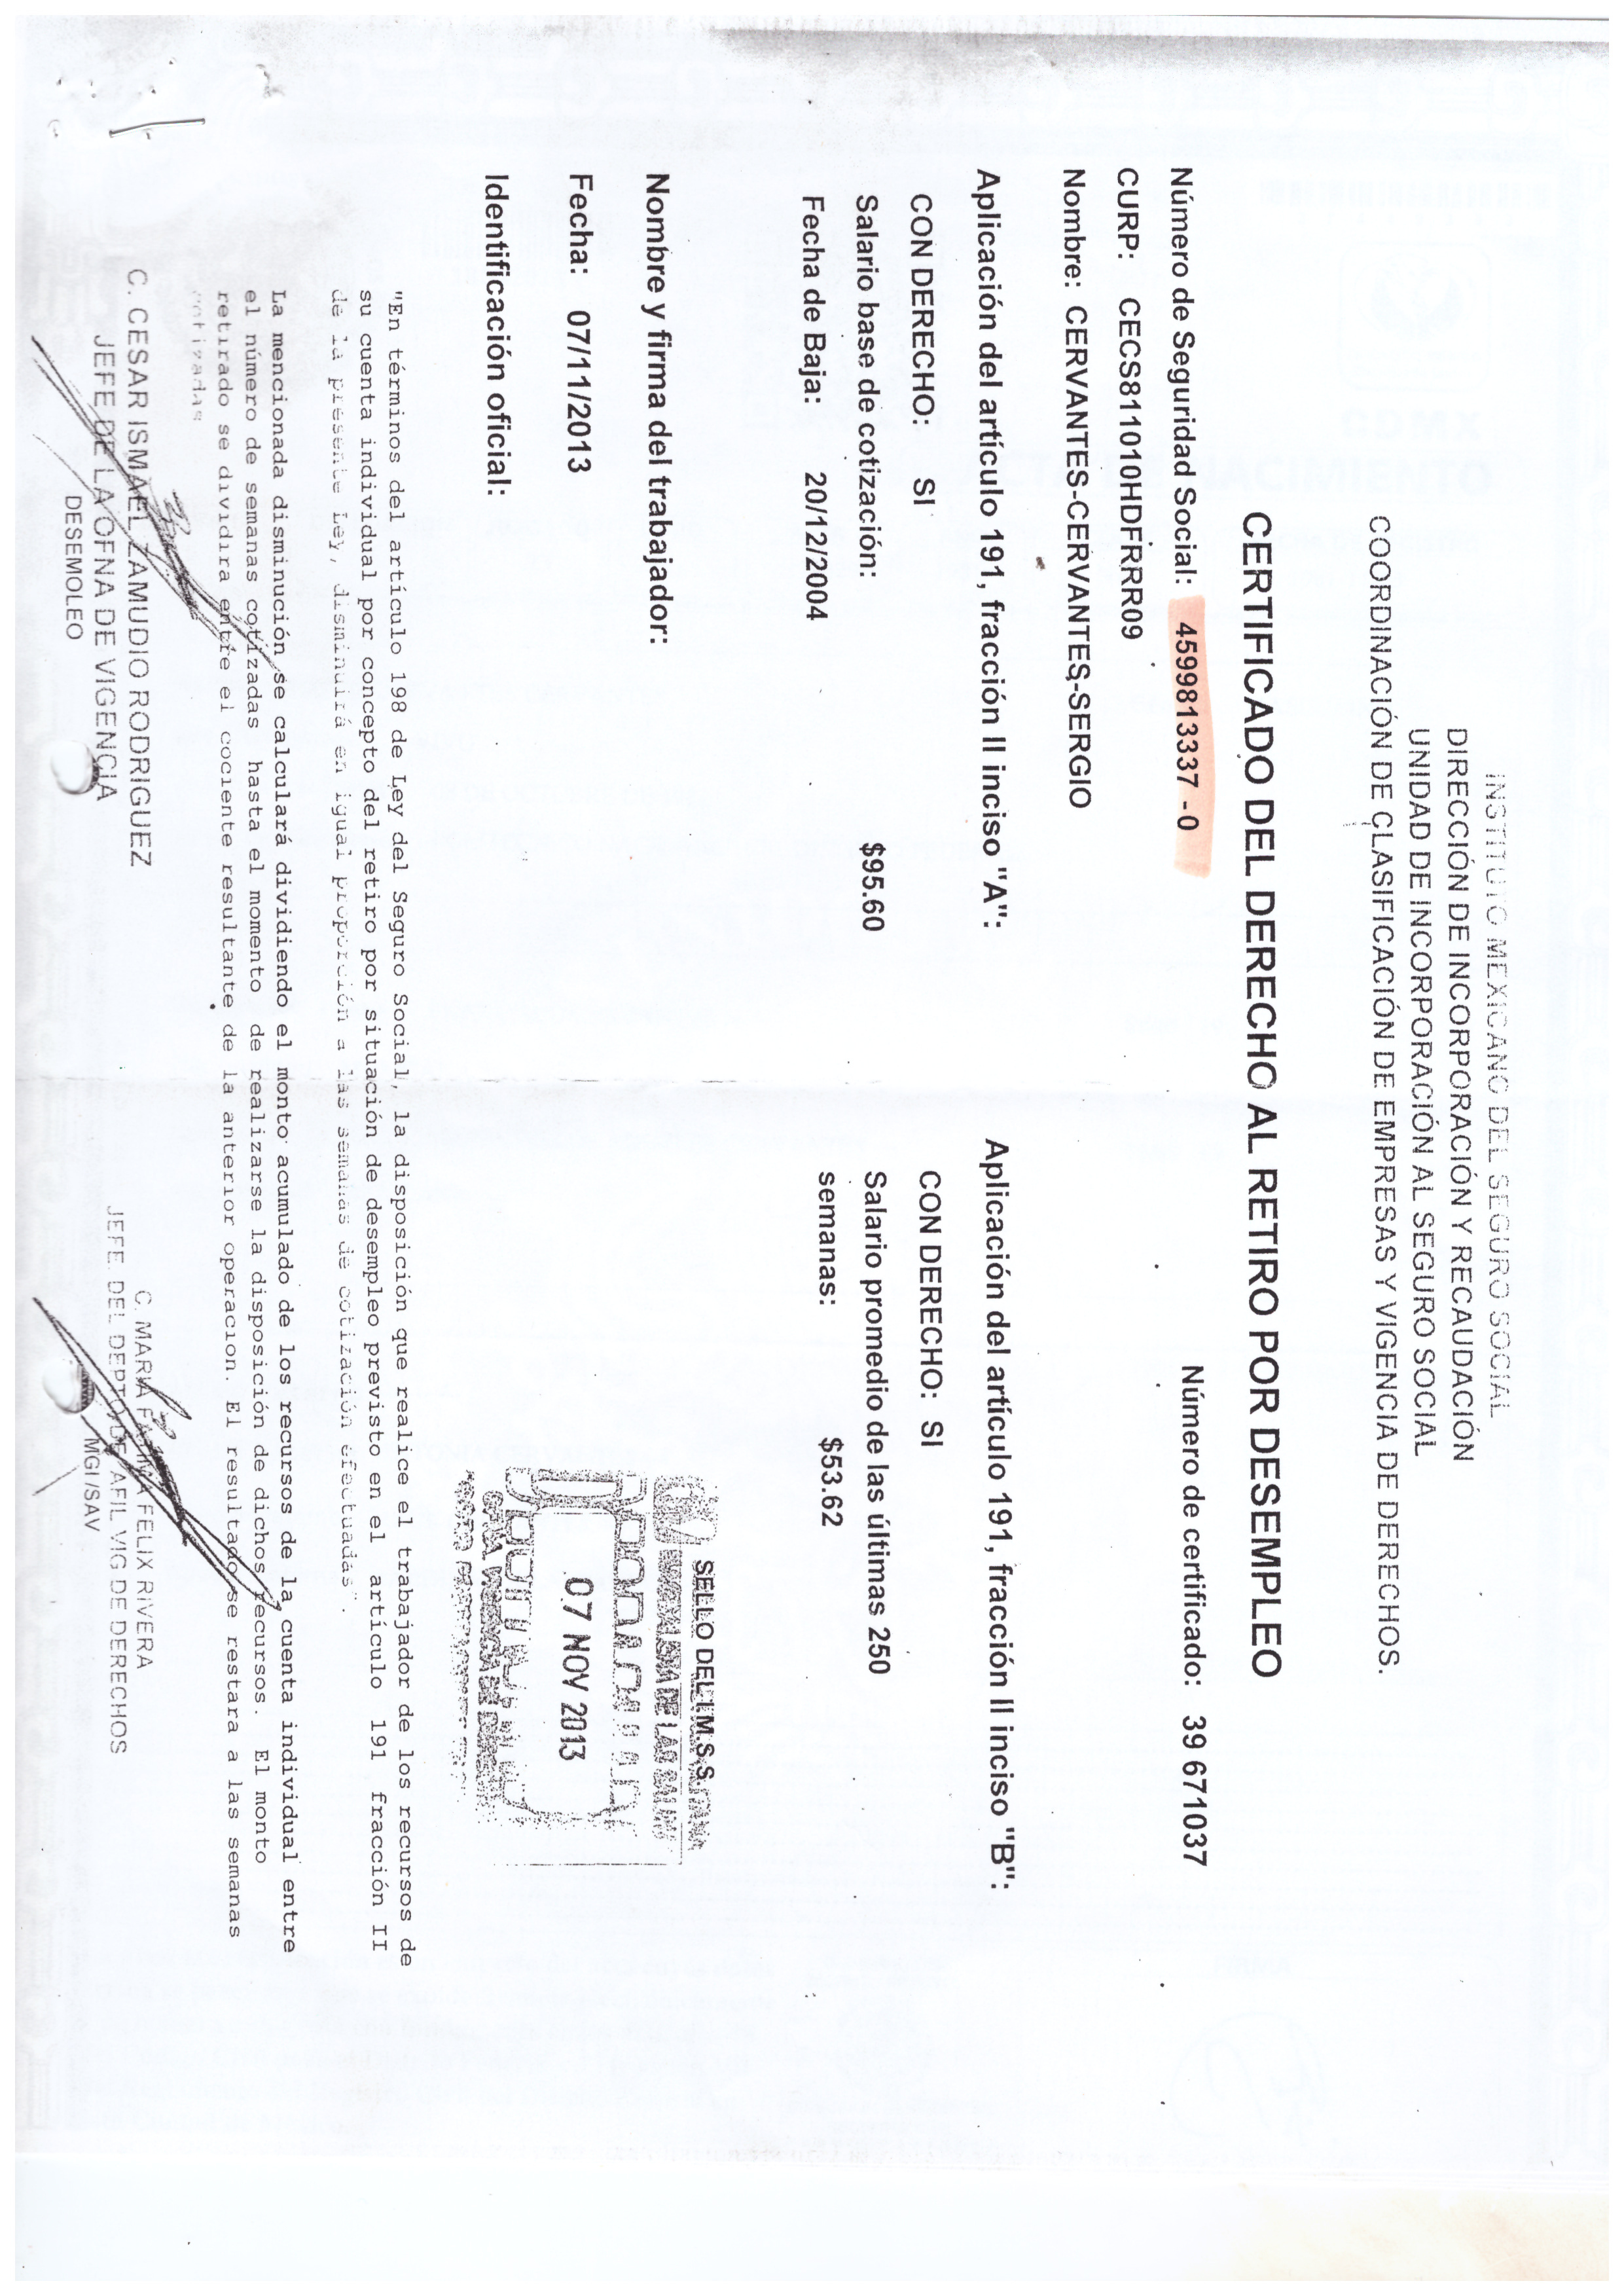 INSTITUTO MEXICANO DEL SEGURO SOCIAL
DIRECCIÓN DE INCORPORACIÓN Y RECAUDACIÓN
UNIDAD DE INCORPORACIÓN AL SEGURO SOCIAL
COORDINACIÓN DE CLASIFICACIÓN DE EMPRESAS Y VIGENCIA DE DERECHOS.
CERTIFICADO DEL DERECHO AL RETIRO POR DESEMPLEO
Número de Seguridad Social: 4599813337 -0 Número de certificado: 39 671037
CURP: CECS811010HDFRRR09
Nombre: CERVANTES-CERVANTES-SERGIO
Aplicación del artículo 191, fracción II inciso "A": Aplicación del artículo 191, fracción II inciso "B":
CON DERECHO: SI CON DERECHO: SI
Salario base de cotización: $95.60 Salario promedio de las últimas 250
Fecha de Baja: 20/12/2004 semanas: $53.62
Nombre y firma del trabajador:
SELLO DEL I.M.S.S.
Fecha: 07/11/2013
07 NOV 2013
Identificación oficial:
"En términos del artículo 198 de Ley del Seguro Social, la disposición que realice el trabajador de los recursos de
su cuenta individual por concepto del retiro por situación de desempleo previsto en el artículo 191 fracción II
de la presente Ley, disminuirá en igual proporción a las semanas de cotización efectuadas".
La mencionada disminución se calculará dividiendo el monto acumulado de los recursos de la cuenta individual entre
el número de semanas cotizadas hasta el momento de realizarse la disposición de dichos recursos. El monto
retirado se dividira entre el cociente resultante de la anterior operacion. El resultado se restara a las semanas
C. CESAR ISMAEL ZAMUDIO RODRIGUEZ C. MARIA FATIMA FELIX RIVERA
JEFE DE LA OFNA DE VIGENCIA JEFE DEL DEPTO DE AFIL VIG DE DERECHOS
DESEMOLEO MGI /SAV